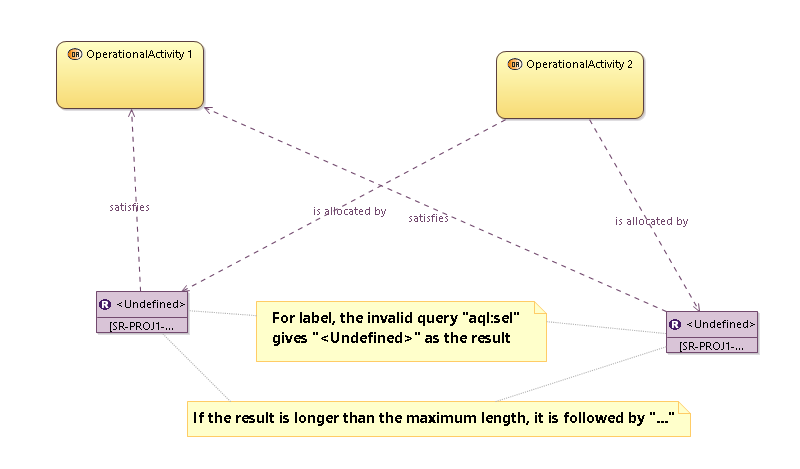 OA OperationalActivity 1
OA OperationalActivity 2
satisfies
is allocated by
satisfies
is allocated by
R <Undefined>
[SR-PROJ1-...
For label, the invalid query "aql:sel"
gives "<Undefined>" as the result
R <Undefined>
[SR-PROJ1-...
If the result is longer than the maximum length, it is followed by "..."